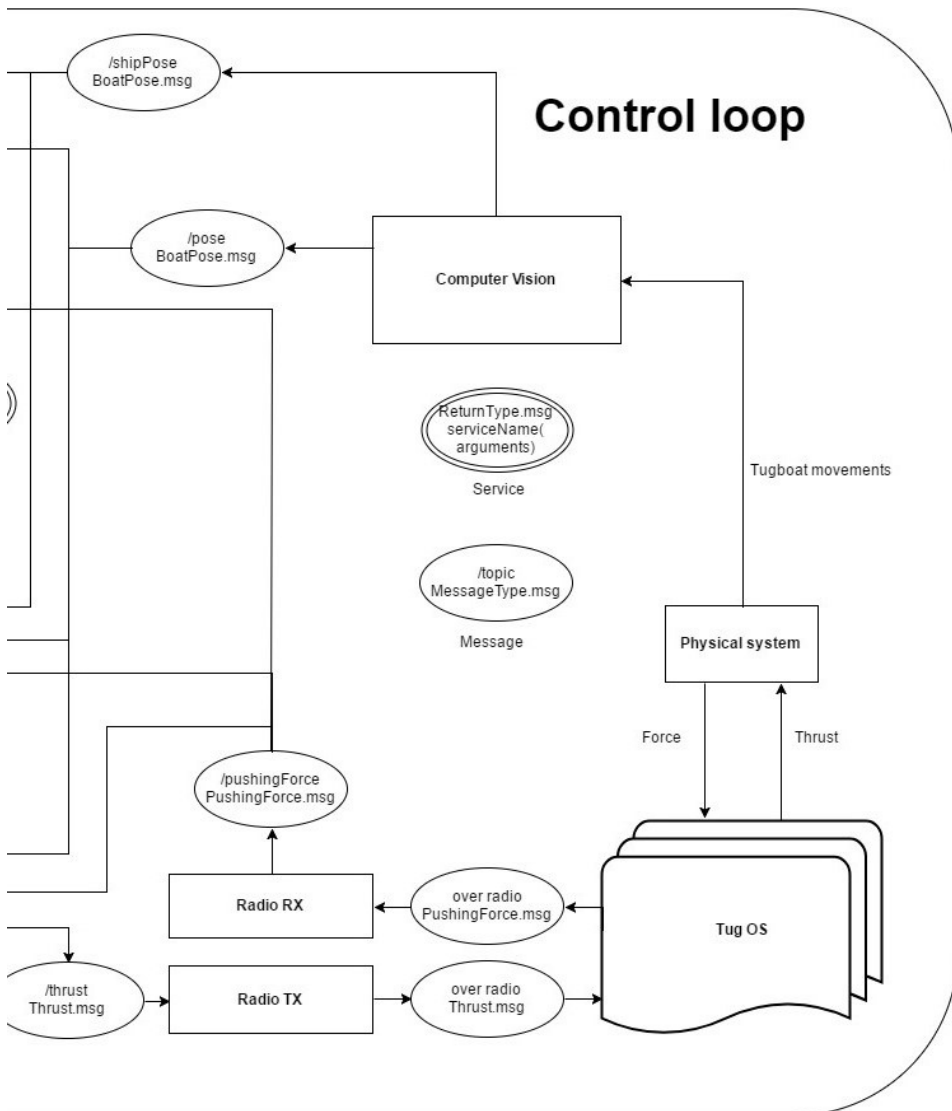 /shipPose
BoatPose.msg
Control loop
/pose
BoatPose.msg
Computer Vision
ReturnType.msg
serviceName(
arguments)
Service
Tugboat movements
/topic
MessageType.msg
Message
Physical system
Force
Thrust
/pushingForce
PushingForce.msg
Radio RX
over radio
PushingForce.msg
Tug OS
/thrust
Thrust.msg
Radio TX
over radio
Thrust.msg